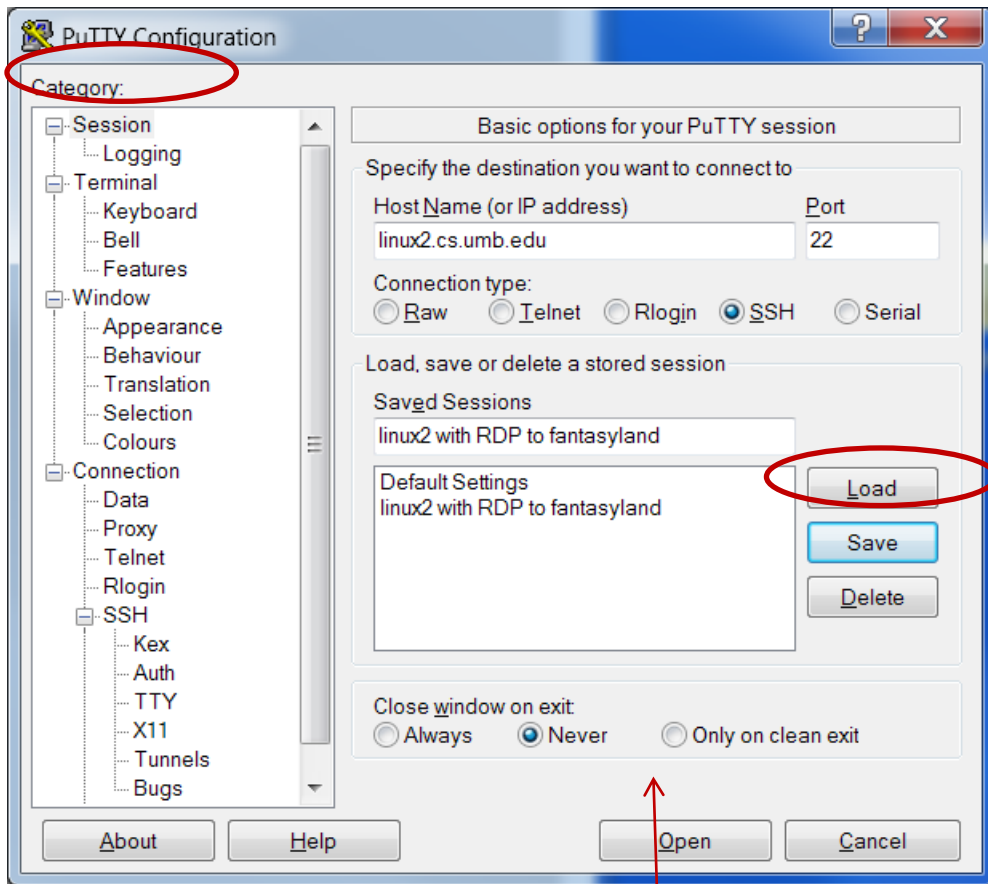 PuTTY Configuration
Category:
Session
Logging
Terminal
Keyboard
Bell
Features
Window
Appearance
Behaviour
Translation
Selection
Colours
Connection
Data
Proxy
Telnet
Rlogin
SSH
Kex
Auth
TTY
X11
Tunnels
Bugs
Basic options for your PuTTY session
Specify the destination you want to connect to
Host Name (or IP address) Port
linux2.cs.umb.edu 22
Connection type:
Raw Telnet Rlogin SSH Serial
Load, save or delete a stored session
Saved Sessions
linux2 with RDP to fantasyland
Default Settings
linux2 with RDP to fantasyland
Load
Save
Delete
Close window on exit:
Always Never Only on clean exit
About Help Open Cancel